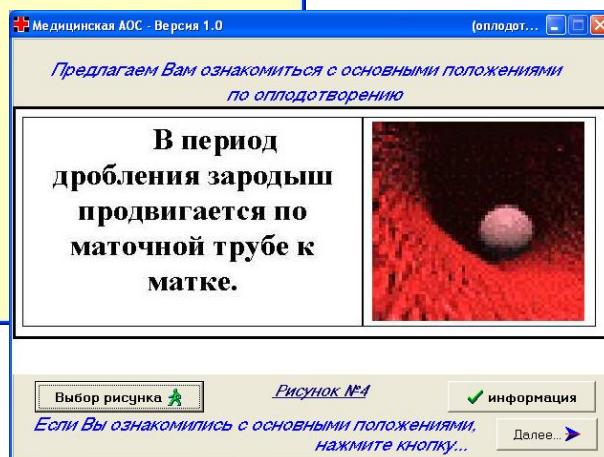 Медицинская АОС - Версия 1.0 (оплодот...
Предлагаем Вам ознакомиться с основными положениями
по оплодотворению
В период
дробления зародыш
продвигается по
маточной трубе к
матке.
Выбор рисунка
Рисунок №4
информация
Если Вы ознакомились с основными положениями,
нажмите кнопку...
Далее...